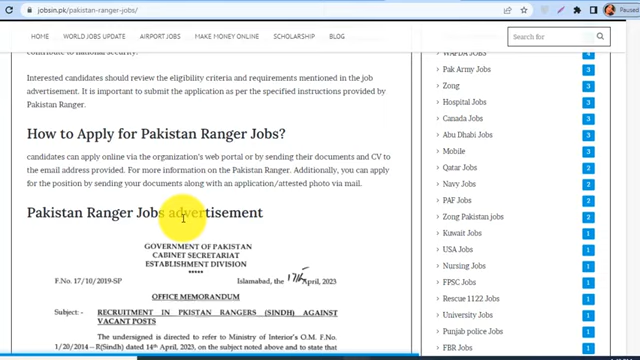 jobsin.pk/pakistan-ranger-jobs/
Paused
HOME WORLD JOBS UPDATE AIRPORT JOBS MAKE MONEY ONLINE SCHOLARSHIP BLOG
Search for
contribute to national security.
Interested candidates should review the eligibility criteria and requirements mentioned in the job
advertisement. It is important to submit the application as per the specified instructions provided by
Pakistan Ranger.
How to Apply for Pakistan Ranger Jobs?
candidates can apply online via the organization's web portal or by sending their documents and CV to
the email address provided. For more information on the Pakistan Ranger. Additionally, you can apply
for the position by sending your documents along with an application/attested photo via mail.
Pakistan Ranger Jobs advertisement
GOVERNMENT OF PAKISTAN
CABINET SECRETARIAT
ESTABLISHMENT DIVISION
*****
F.No. 17/10/2019-SP Islamabad, the 17th April, 2023
OFFICE MEMORANDUM
Subject: - RECRUITMENT IN PKISTAN RANGERS (SINDH) AGAINST
VACANT POSTS
The undersigned is directed to refer to Ministry of Interior's O.M. F.No.
1/20/2014 - R(Sindh) dated 14th April, 2023, on the subject noted above and to state that
WAPDA Jobs 3
Pak Army Jobs 3
Zong 3
Hospital Jobs 3
Canada Jobs 3
Abu Dhabi Jobs 3
Mobile 3
Qatar Jobs 2
Navy Jobs 2
PAF Jobs 2
Zong Pakistan jobs 2
Kuwait Jobs 1
USA Jobs 1
Nursing Jobs 1
FPSC Jobs 1
Rescue 1122 Jobs 1
University Jobs 1
Punjab police Jobs 1
FBR Jobs 1